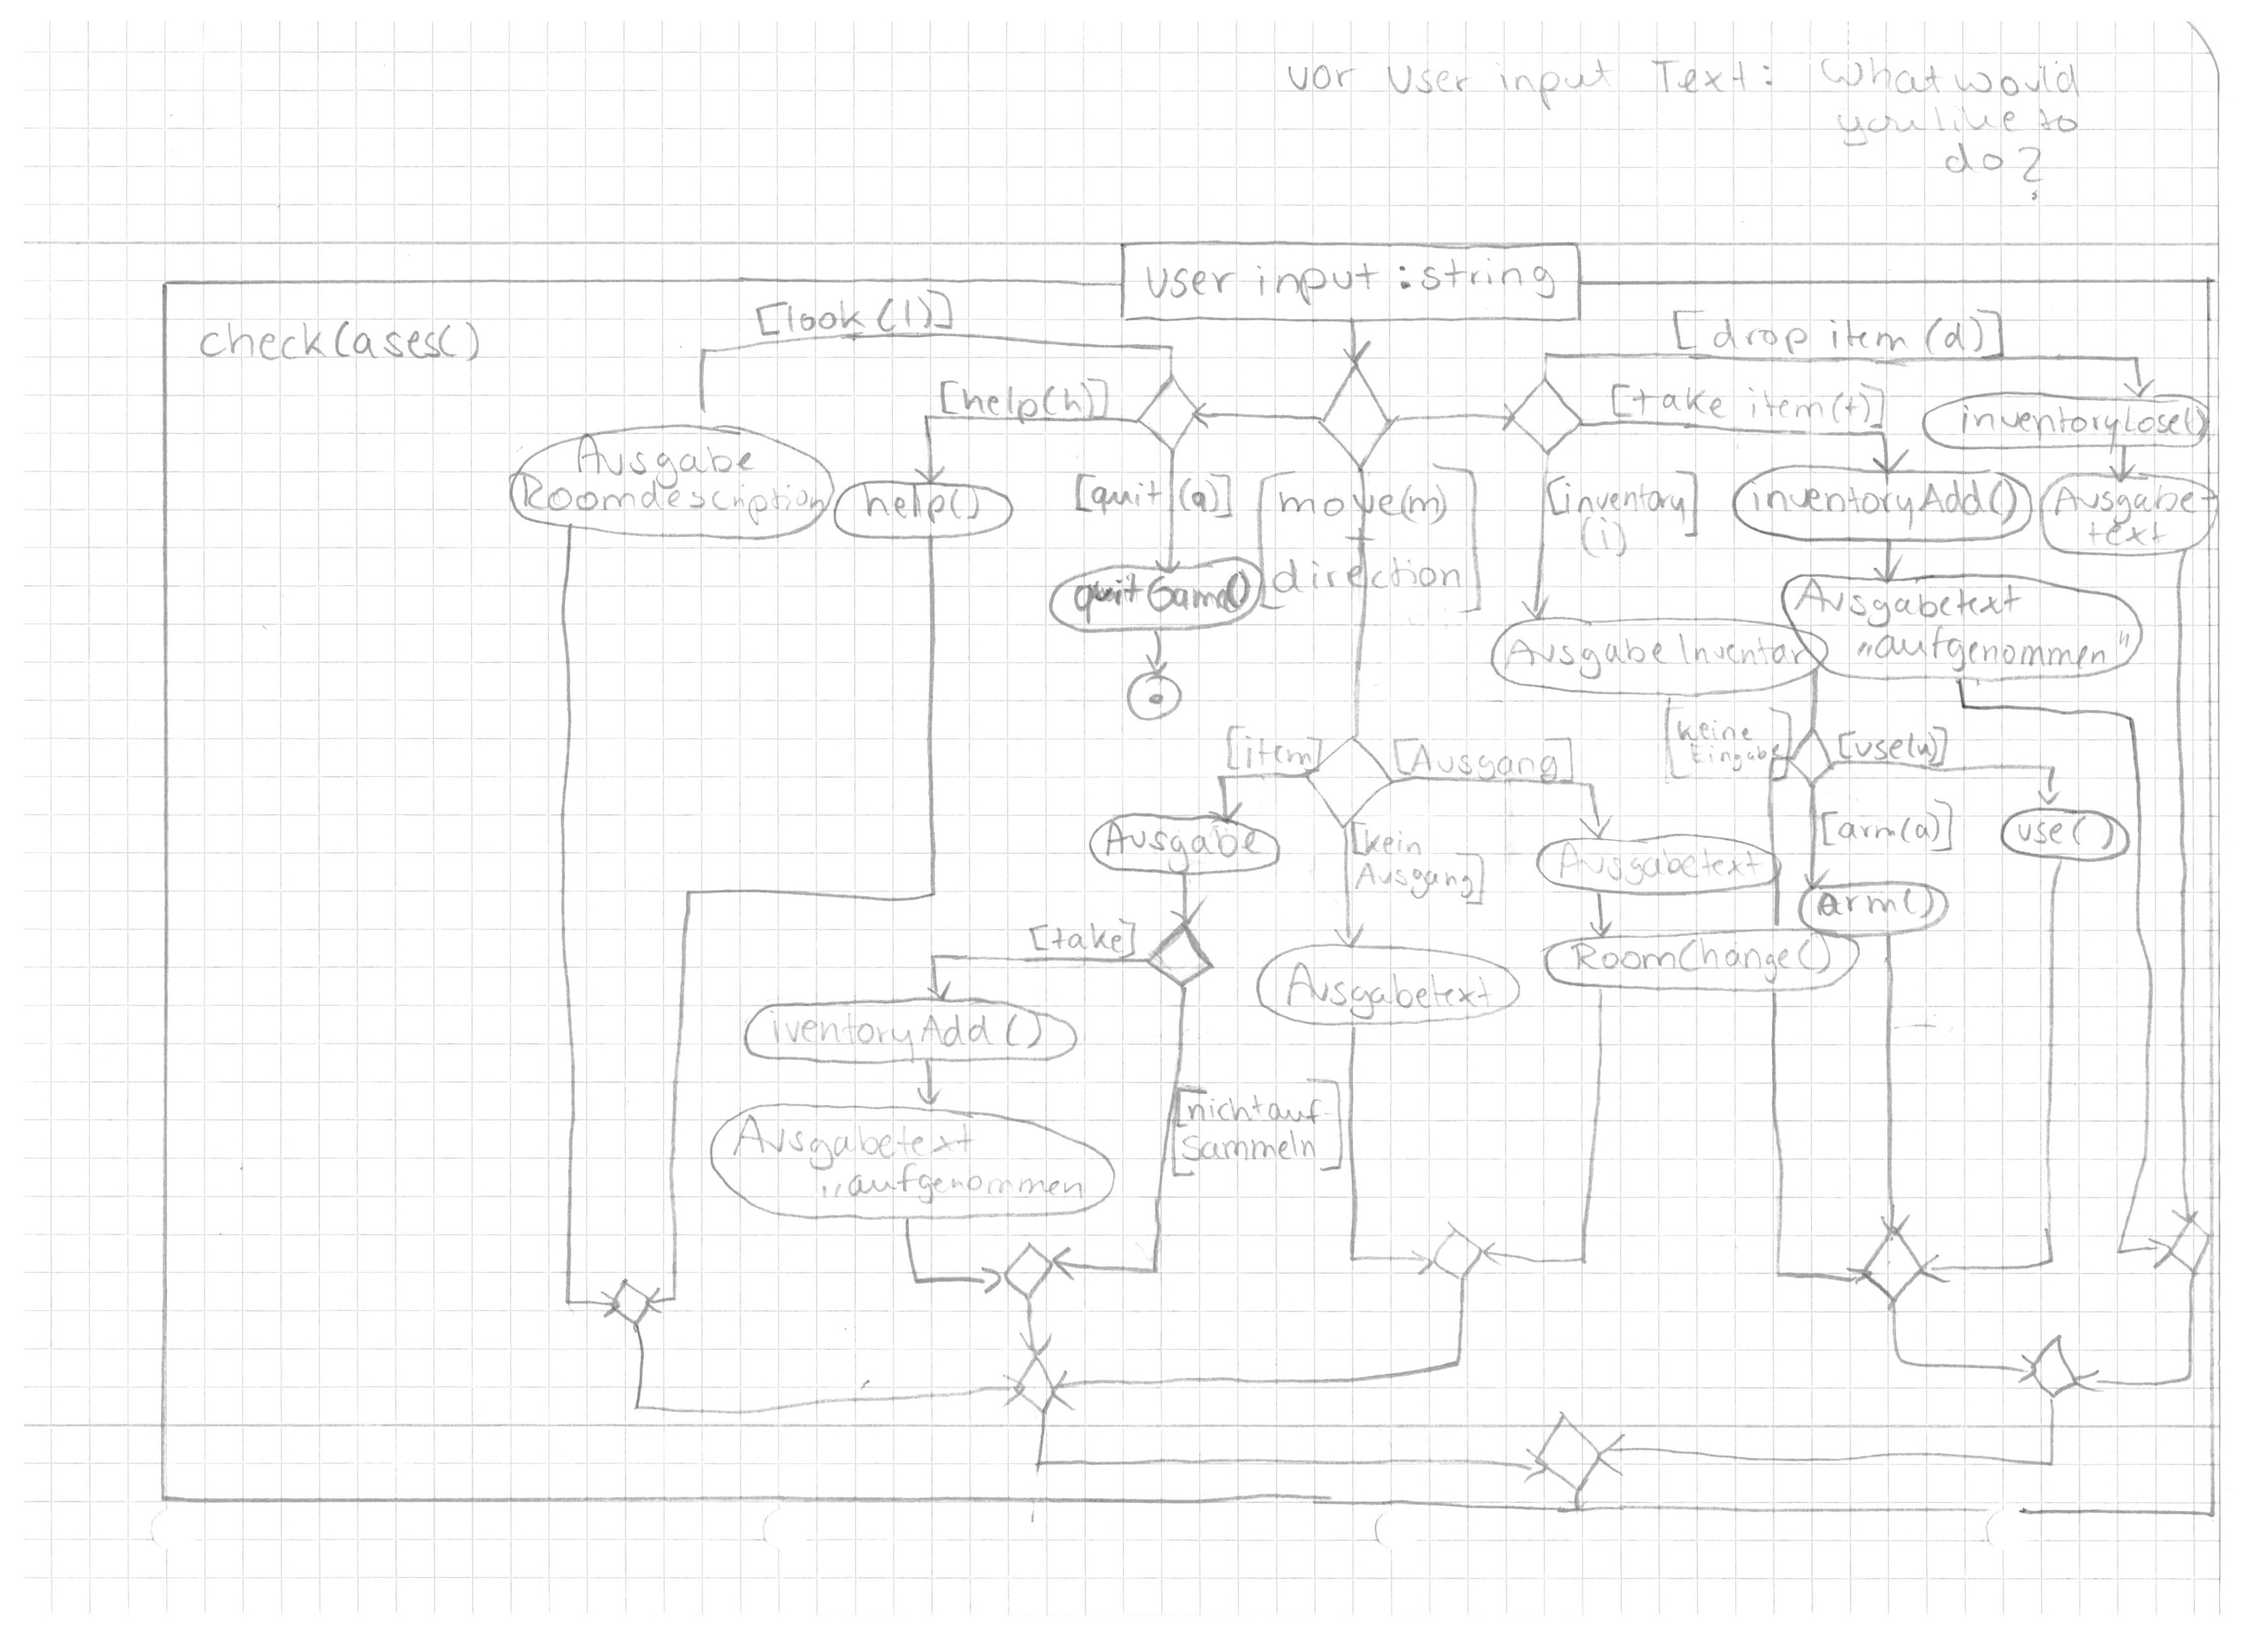 vor User input Text: What would
you like to
do?
user input : string
checkCases()
[look(l)]
[drop item (d)]
[help(h)]
[take item(t)]
inventoryLose()
Ausgabe
Roomdescription
help()
[quit (q)]
[move(m)
+
direction]
[inventory
(i)]
inventoryAdd()
Ausgabe-
text
quitGame()
Ausgabetext
„aufgenommen"
Ausgabe Inventar
[item]
[Ausgang]
[keine
Eingabe]
[use(u)]
Ausgabe
[kein
Ausgang]
Ausgabetext
[arm(a)]
use()
arm()
[take]
Ausgabetext
RoomChange()
iventoryAdd()
[nicht auf-
sammeln]
Ausgabetext
„aufgenommen